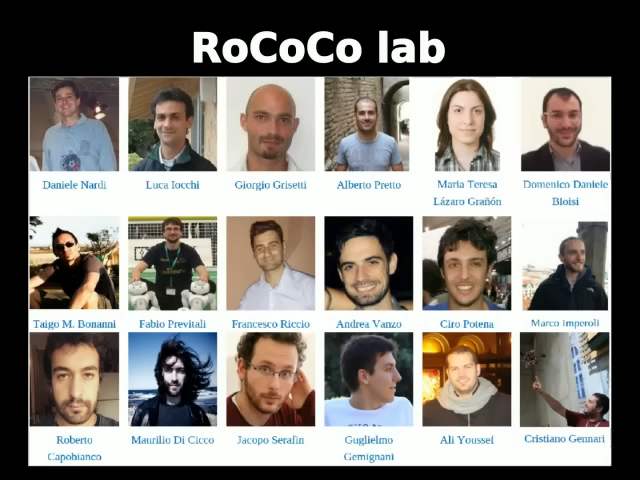 RoCoCo lab
Daniele Nardi
Luca Iocchi
Giorgio Grisetti
Alberto Pretto
Maria Teresa
Lázaro Grañón
Domenico Daniele
Bloisi
Taigo M. Bonanni
Fabio Previtali
Francesco Riccio
Andrea Vanzo
Ciro Potena
Marco Imperoli
Roberto
Capobianco
Maurilio Di Cicco
Jacopo Serafin
Guglielmo
Gemignani
Ali Youssef
Cristiano Gennari